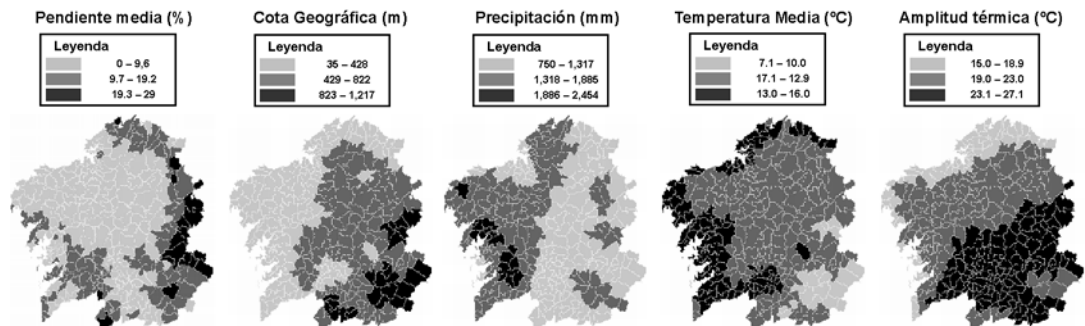 Pendiente media (%)
Leyenda
0 – 9,6
9.7 – 19.2
19.3 – 29
Cota Geográfica (m)
Leyenda
35 – 428
429 – 822
823 – 1,217
Precipitación (mm)
Leyenda
750 – 1,317
1,318 – 1,885
1,886 – 2,454
Temperatura Media (ºC)
Leyenda
7.1 – 10.0
17.1 – 12.9
13.0 – 16.0
Amplitud térmica (ºC)
Leyenda
15.0 – 18.9
19.0 – 23.0
23.1 – 27.1